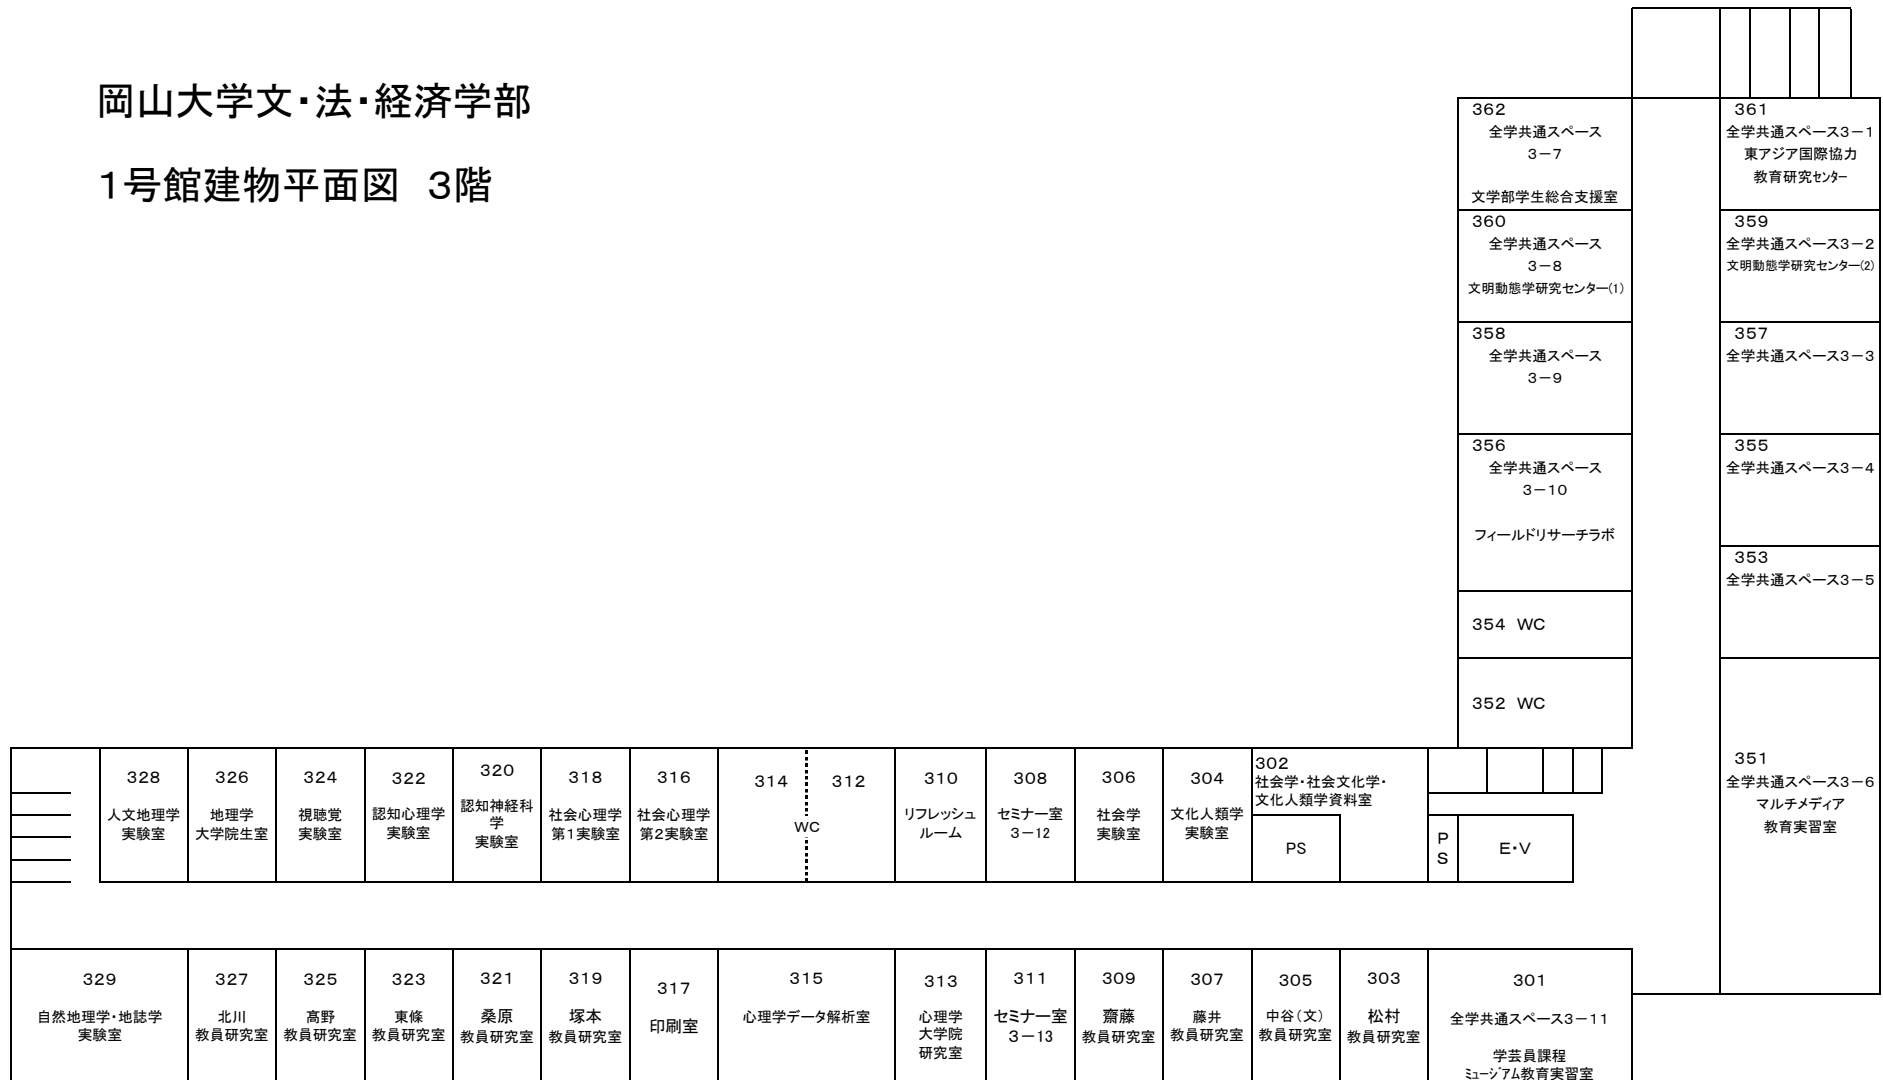 岡山大学文・法・経済学部
１号館建物平面図　３階
362
全学共通スペース
３－７
文学部学生総合支援室
361
全学共通スペース３－１
東アジア国際協力
教育研究ｾﾝﾀｰ
360
全学共通スペース
３－８
文明動態学研究センター⑴
359
全学共通スペース３－２
文明動態学研究センター⑵
358
全学共通スペース
３－９
357
全学共通スペース３－３
356
全学共通スペース
３－10
フィールドリサーチラボ
355
全学共通スペース３－４
353
全学共通スペース３－５
354 WC
352 WC
351
全学共通スペース３－６
マルチメディア
教育実習室
328
人文地理学
実験室
326
地理学
大学院生室
324
視聴覚
実験室
322
認知心理学
実験室
320
認知神経科
学
実験室
318
社会心理学
第１実験室
316
社会心理学
第２実験室
314
312
WC
310
リフレッシュ
ルーム
308
セミナー室
３－12
306
社会学
実験室
304
文化人類学
実験室
302
社会学・社会文化学・
文化人類学資料室
PS
P
S
E・V
329
自然地理学・地誌学
実験室
327
北川
教員研究室
325
髙野
教員研究室
323
東條
教員研究室
321
桑原
教員研究室
319
塚本
教員研究室
317
印刷室
315
心理学データ解析室
313
心理学
大学院
研究室
311
セミナー室
３－13
309
齋藤
教員研究室
307
藤井
教員研究室
305
中谷（文）
教員研究室
303
松村
教員研究室
301
全学共通スペース３－11
学芸員課程
ﾐｭｰｼﾞｱﾑ教育実習室